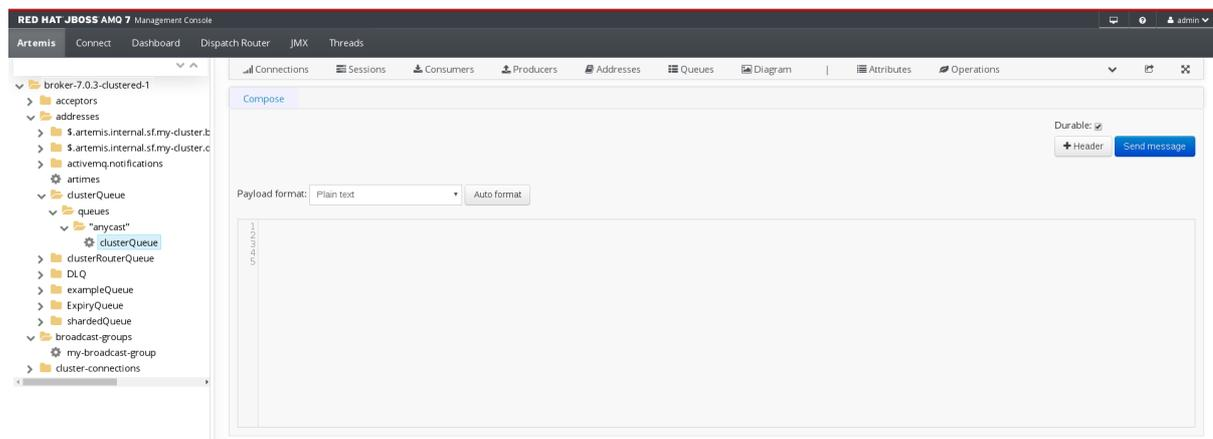 RED HAT JBOSS AMQ 7 Management Console
admin
Artemis Connect Dashboard Dispatch Router JMX Threads
Connections Sessions Consumers Producers Addresses Queues Diagram | Attributes Operations
broker-7.0.3-clustered-1
acceptors
addresses
$.artemis.internal.sf.my-cluster.b
$.artemis.internal.sf.my-cluster.c
activemq.notifications
artimes
clusterQueue
queues
"anycast"
clusterQueue
clusterRouterQueue
DLQ
exampleQueue
ExpiryQueue
shardedQueue
broadcast-groups
my-broadcast-group
cluster-connections
Compose
Durable:
+ Header Send message
Payload format: Plain text Auto format
1
2
3
4
5